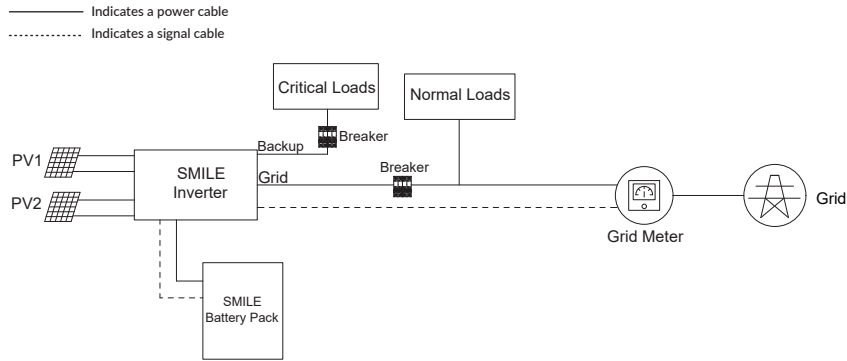 Indicates a power cable
Indicates a signal cable
Critical Loads
Normal Loads
Breaker
Backup
PV1
SMILE
Inverter
Breaker
Grid
PV2
Grid
Grid Meter
SMILE
Battery Pack